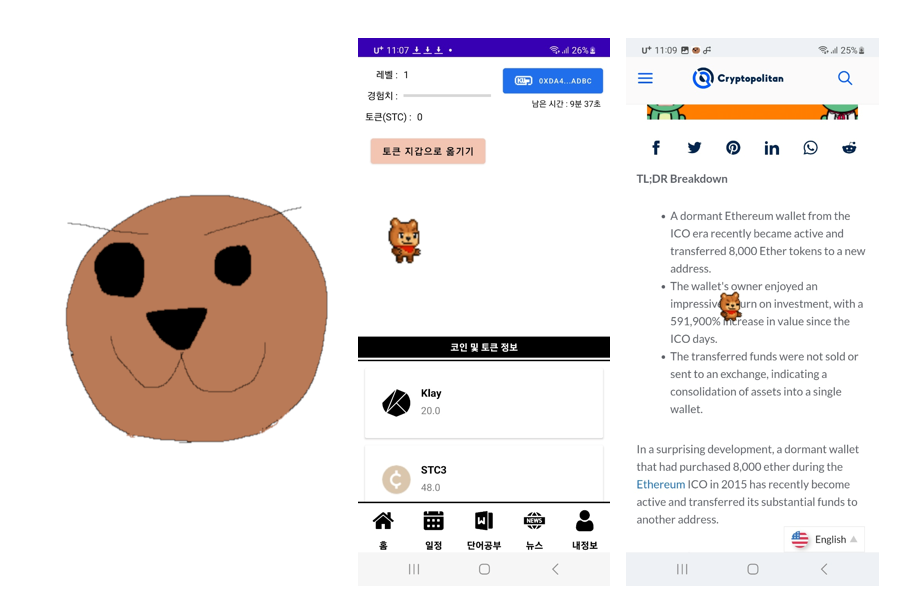 U+ 11:07
26%
레벨 : 1
경험치 :
토큰(STC) : 0
0XDA4...ADBC
남은 시간 : 9분 37초
토큰 지갑으로 옮기기
코인 및 토큰 정보
Klay
20.0
STC3
48.0
홈
일정
단어공부
뉴스
내정보
U+ 11:09
25%
Cryptopolitan
TL;DR Breakdown
• A dormant Ethereum wallet from the
ICO era recently became active and
transferred 8,000 Ether tokens to a new
address.
• The wallet's owner enjoyed an
on investment, with a
591,900% increase in value since the
ICO days.
• The transferred funds were not sold or
sent to an exchange, indicating a
consolidation of assets into a single
wallet.
In a surprising development, a dormant wallet
that had purchased 8,000 ether during the
Ethereum ICO in 2015 has recently become
active and transferred its substantial funds to
another address.
English